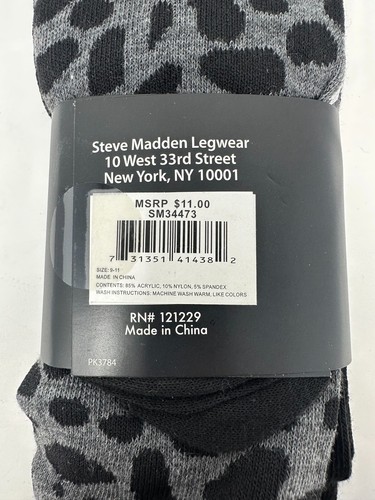 Steve Madden Legwear
10 West 33rd Street
New York, NY 10001
MSRP $11.00
SM34473
7 31351 41438 2
SIZE: 9-11
MADE IN CHINA
CONTENTS: 85% ACRYLIC, 10% NYLON, 5% SPANDEX
WASH INSTRUCTIONS: MACHINE WASH WARM, LIKE COLORS
RN# 121229
Made in China
PK3784